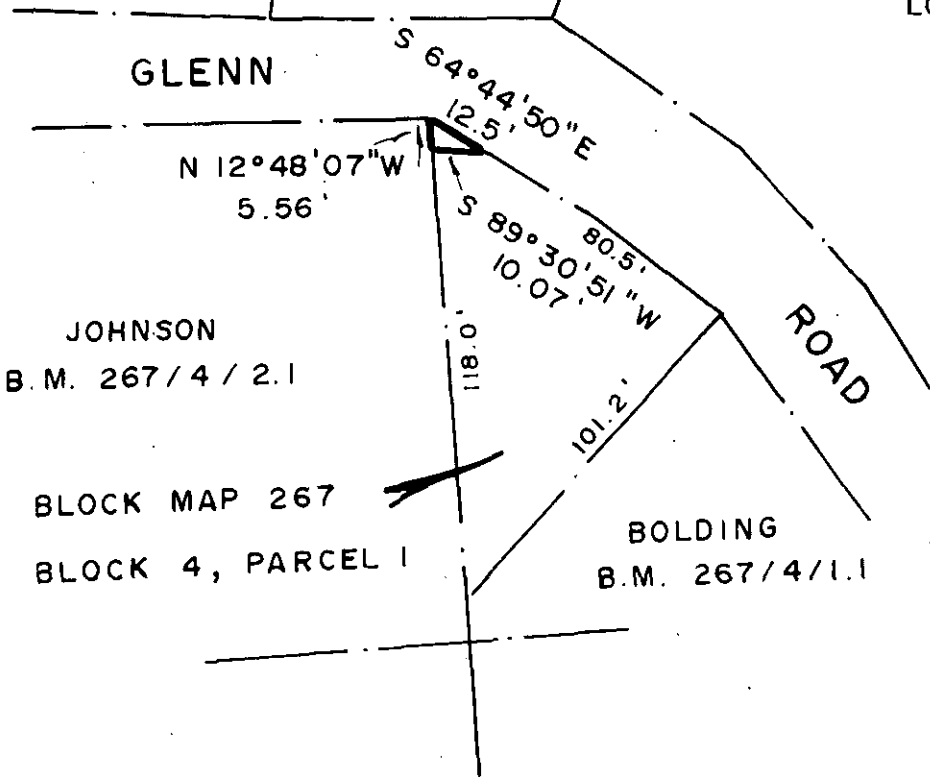 LO
GLENN
S 64°44'50"E
12.5'
N 12°48'07"W
5.56'
S 89°30'51"W
10.07'
80.5'
ROAD
JOHNSON
B.M. 267/4/2.1
118.0'
101.2'
BLOCK MAP 267
BLOCK 4, PARCEL 1
BOLDING
B.M. 267/4/1.1